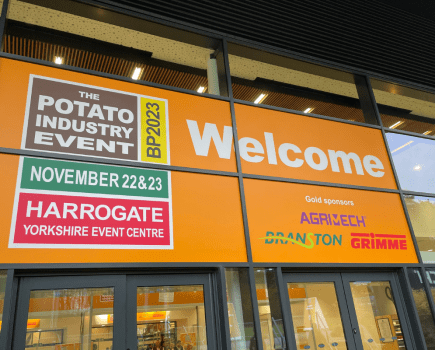 THE
POTATO
INDUSTRY
EVENT
BP2023
NOVEMBER 22&23
HARROGATE
YORKSHIRE EVENT CENTRE
Welcome
Gold sponsors
AGRITECH
BRANSTON
GRIMME